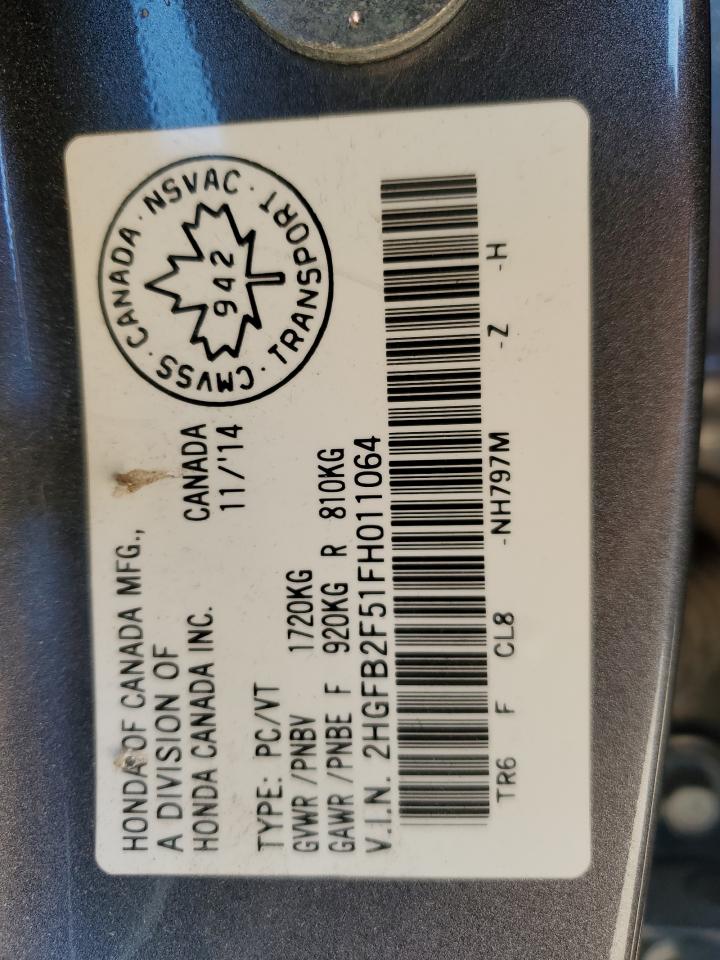 HONDA OF CANADA MFG.,
A DIVISION OF CANADA
HONDA CANADA INC. 11/'14
CANADA · NSVAC · TRANSPORT · CMVSS ·
942
TYPE: PC/VT
GVWR /PNBV 1720KG
GAWR /PNBE F 920KG R 810KG
V.I.N. 2HGFB2F51FH011064
TR6 F CL8 -NH797M -Z -H